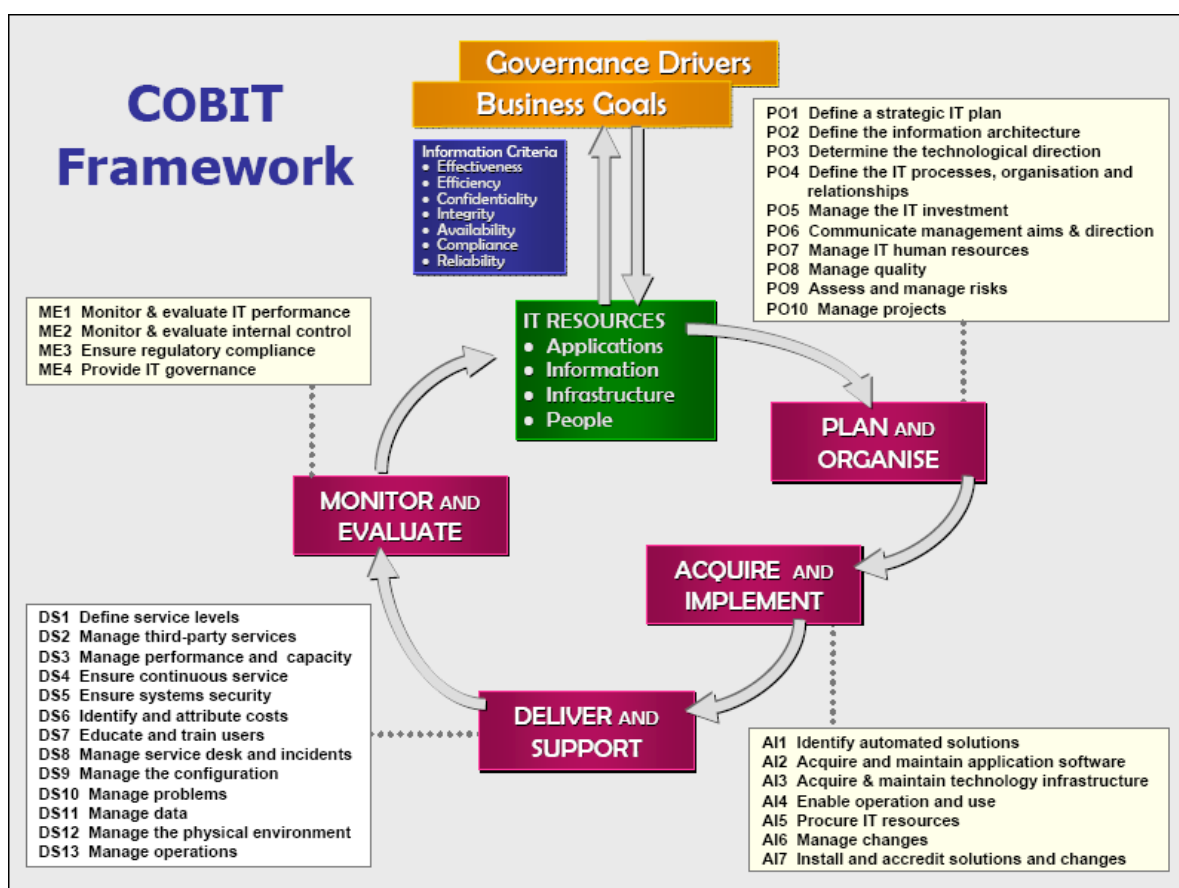 COBIT
Framework
Governance Drivers
Business Goals
Information Criteria
• Effectiveness
• Efficiency
• Confidentiality
• Integrity
• Availability
• Compliance
• Reliability
PO1 Define a strategic IT plan
PO2 Define the information architecture
PO3 Determine the technological direction
PO4 Define the IT processes, organisation and
relationships
PO5 Manage the IT investment
PO6 Communicate management aims & direction
PO7 Manage IT human resources
PO8 Manage quality
PO9 Assess and manage risks
PO10 Manage projects
ME1 Monitor & evaluate IT performance
ME2 Monitor & evaluate internal control
ME3 Ensure regulatory compliance
ME4 Provide IT governance
IT RESOURCES
• Applications
• Information
• Infrastructure
• People
PLAN AND
ORGANISE
MONITOR AND
EVALUATE
ACQUIRE AND
IMPLEMENT
DELIVER AND
SUPPORT
DS1 Define service levels
DS2 Manage third-party services
DS3 Manage performance and capacity
DS4 Ensure continuous service
DS5 Ensure systems security
DS6 Identify and attribute costs
DS7 Educate and train users
DS8 Manage service desk and incidents
DS9 Manage the configuration
DS10 Manage problems
DS11 Manage data
DS12 Manage the physical environment
DS13 Manage operations
AI1 Identify automated solutions
AI2 Acquire and maintain application software
AI3 Acquire & maintain technology infrastructure
AI4 Enable operation and use
AI5 Procure IT resources
AI6 Manage changes
AI7 Install and accredit solutions and changes